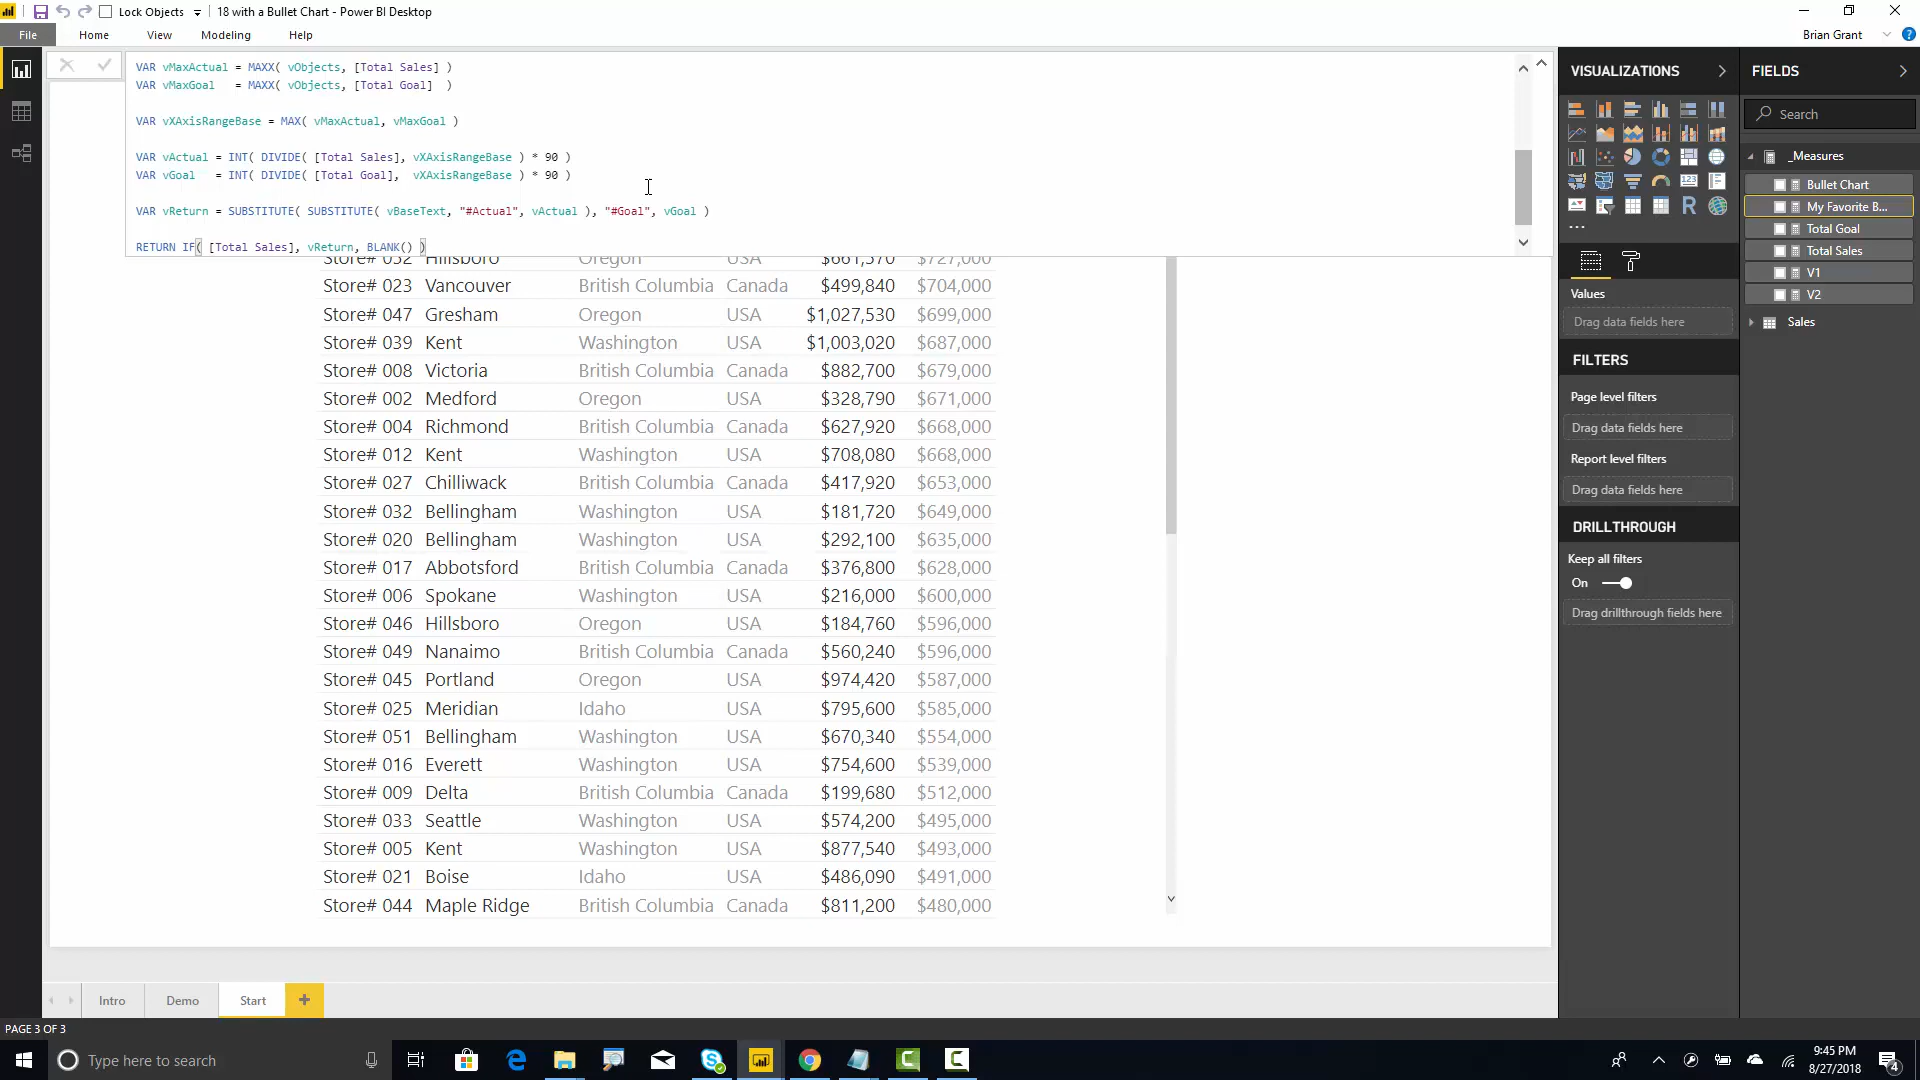 Lock Objects
18 with a Bullet Chart - Power BI Desktop
File Home View Modeling Help
Brian Grant
VAR vMaxActual = MAXX( vObjects, [Total Sales] )
VAR vMaxGoal   = MAXX( vObjects, [Total Goal]  )
VAR vXAxisRangeBase = MAX( vMaxActual, vMaxGoal )
VAR vActual = INT( DIVIDE( [Total Sales], vXAxisRangeBase ) * 90 )
VAR vGoal   = INT( DIVIDE( [Total Goal],  vXAxisRangeBase ) * 90 )
VAR vReturn = SUBSTITUTE( SUBSTITUTE( vBaseText, "#Actual", vActual ), "#Goal", vGoal )
RETURN IF( [Total Sales], vReturn, BLANK() )
Store# 052 Hillsboro Oregon USA $661,570 $727,000
Store# 023 Vancouver British Columbia Canada $499,840 $704,000
Store# 047 Gresham Oregon USA $1,027,530 $699,000
Store# 039 Kent Washington USA $1,003,020 $687,000
Store# 008 Victoria British Columbia Canada $882,700 $679,000
Store# 002 Medford Oregon USA $328,790 $671,000
Store# 004 Richmond British Columbia Canada $627,920 $668,000
Store# 012 Kent Washington USA $708,080 $668,000
Store# 027 Chilliwack British Columbia Canada $417,920 $653,000
Store# 032 Bellingham Washington USA $181,720 $649,000
Store# 020 Bellingham Washington USA $292,100 $635,000
Store# 017 Abbotsford British Columbia Canada $376,800 $628,000
Store# 006 Spokane Washington USA $216,000 $600,000
Store# 046 Hillsboro Oregon USA $184,760 $596,000
Store# 049 Nanaimo British Columbia Canada $560,240 $596,000
Store# 045 Portland Oregon USA $974,420 $587,000
Store# 025 Meridian Idaho USA $795,600 $585,000
Store# 051 Bellingham Washington USA $670,340 $554,000
Store# 016 Everett Washington USA $754,600 $539,000
Store# 009 Delta British Columbia Canada $199,680 $512,000
Store# 033 Seattle Washington USA $574,200 $495,000
Store# 005 Kent Washington USA $877,540 $493,000
Store# 021 Boise Idaho USA $486,090 $491,000
Store# 044 Maple Ridge British Columbia Canada $811,200 $480,000
VISUALIZATIONS
123
R
Values
Drag data fields here
FILTERS
Page level filters
Drag data fields here
Report level filters
Drag data fields here
DRILLTHROUGH
Keep all filters
On
Drag drillthrough fields here
FIELDS
Search
_Measures
Bullet Chart
My Favorite B...
Total Goal
Total Sales
V1
V2
Sales
Intro Demo Start +
PAGE 3 OF 3
Type here to search
9:45 PM
8/27/2018
4